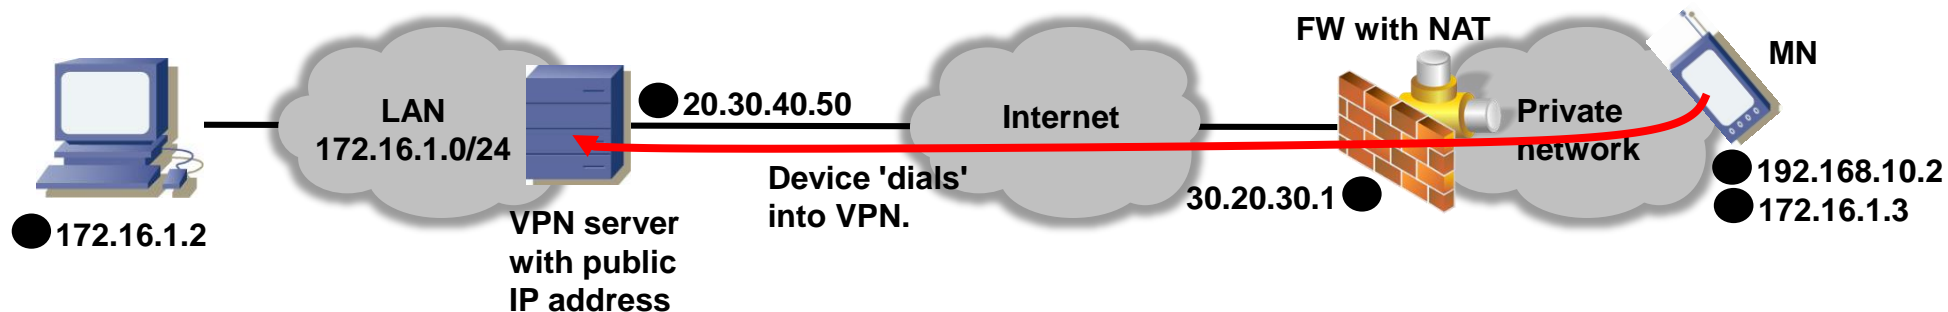 LAN
172.16.1.0/24
172.16.1.2
VPN server
with public
IP address
20.30.40.50
Device 'dials'
into VPN.
Internet
FW with NAT
30.20.30.1
Private
network
MN
192.168.10.2
172.16.1.3